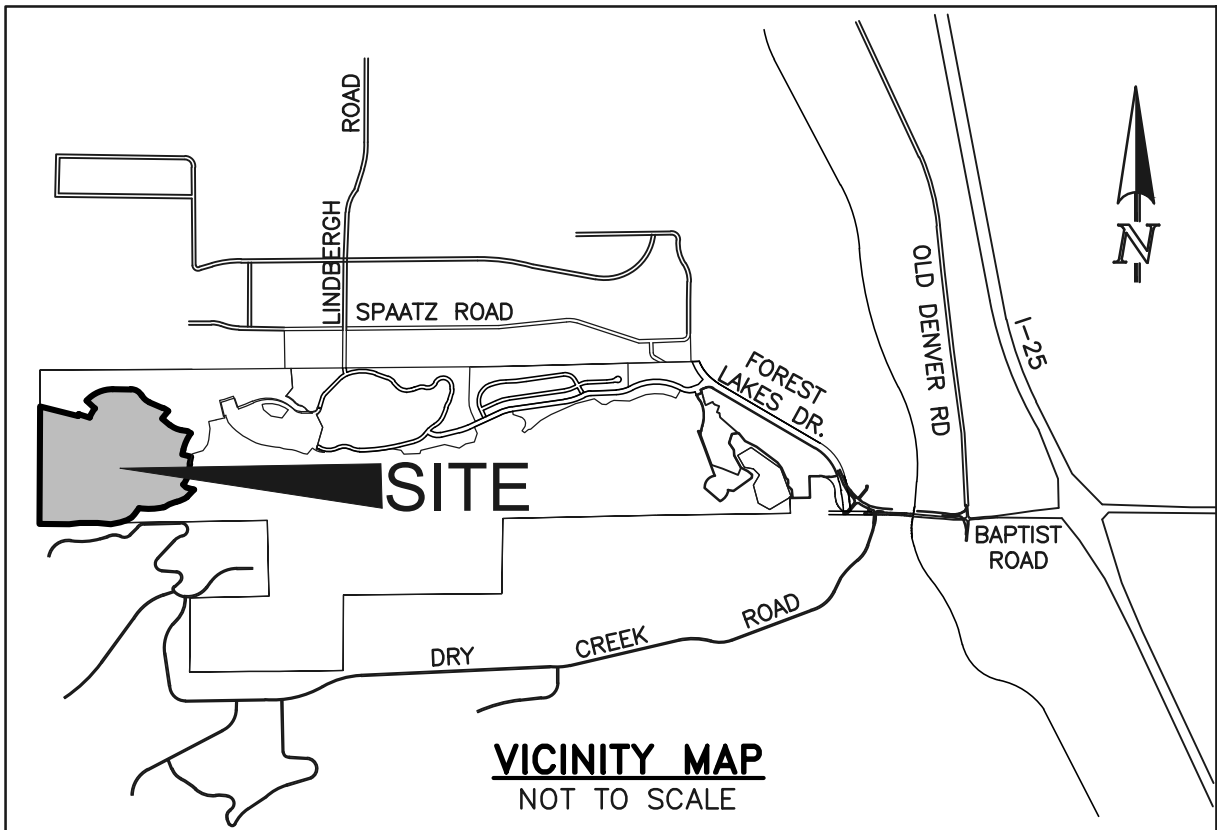 LINDBERGH ROAD
SPAATZ ROAD
OLD DENVER RD
I-25
N
FOREST
LAKES DR.
SITE
BAPTIST
ROAD
DRY CREEK ROAD
VICINITY MAP
NOT TO SCALE